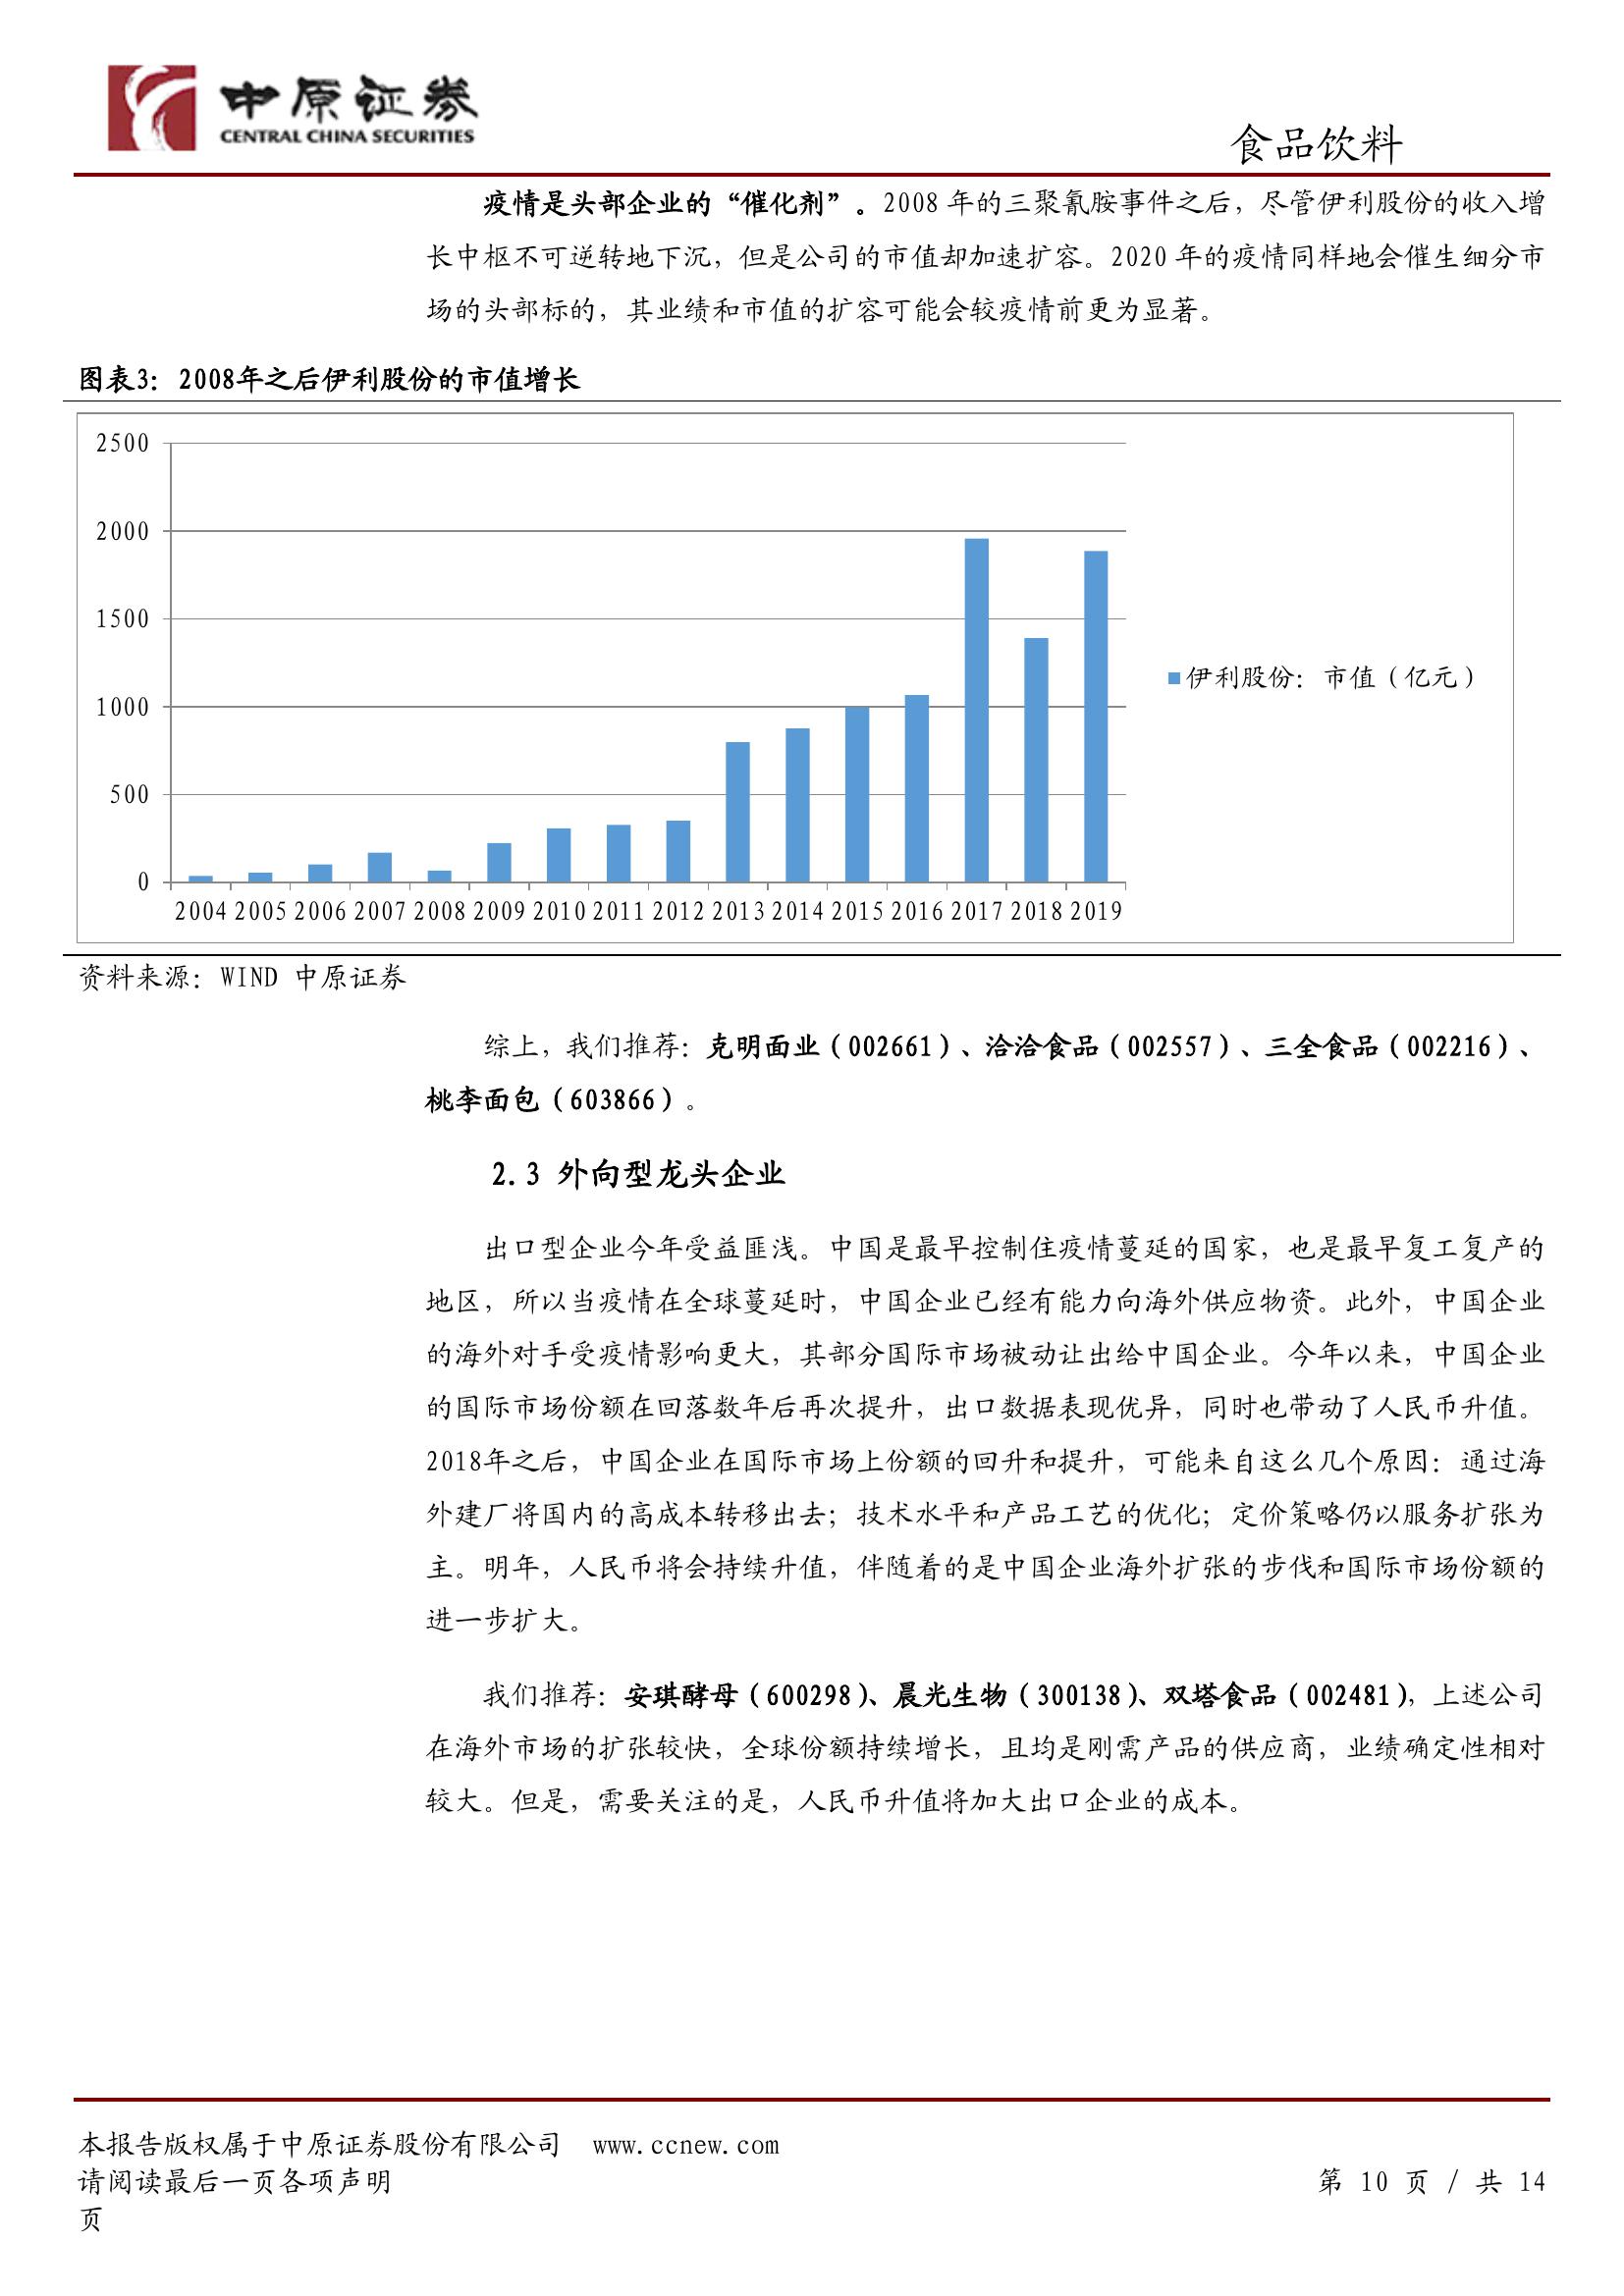 中原证券
CENTRAL CHINA SECURITIES
食品饮料
疫情是头部企业的“催化剂”。2008 年的三聚氰胺事件之后，尽管伊利股份的收入增
长中枢不可逆转地下沉，但是公司的市值却加速扩容。2020 年的疫情同样地会催生细分市
场的头部标的，其业绩和市值的扩容可能会较疫情前更为显著。
图表3：2008年之后伊利股份的市值增长
2500
2000
1500
1000
500
0
2004 2005 2006 2007 2008 2009 2010 2011 2012 2013 2014 2015 2016 2017 2018 2019
伊利股份：市值（亿元）
资料来源：WIND 中原证券
综上，我们推荐：克明面业（002661）、洽洽食品（002557）、三全食品（002216）、
桃李面包（603866）。
2.3 外向型龙头企业
出口型企业今年受益匪浅。中国是最早控制住疫情蔓延的国家，也是最早复工复产的
地区，所以当疫情在全球蔓延时，中国企业已经有能力向海外供应物资。此外，中国企业
的海外对手受疫情影响更大，其部分国际市场被动让出给中国企业。今年以来，中国企业
的国际市场份额在回落数年后再次提升，出口数据表现优异，同时也带动了人民币升值。
2018年之后，中国企业在国际市场上份额的回升和提升，可能来自这么几个原因：通过海
外建厂将国内的高成本转移出去；技术水平和产品工艺的优化；定价策略仍以服务扩张为
主。明年，人民币将会持续升值，伴随着的是中国企业海外扩张的步伐和国际市场份额的
进一步扩大。
我们推荐：安琪酵母（600298）、晨光生物（300138）、双塔食品（002481），上述公司
在海外市场的扩张较快，全球份额持续增长，且均是刚需产品的供应商，业绩确定性相对
较大。但是，需要关注的是，人民币升值将加大出口企业的成本。
本报告版权属于中原证券股份有限公司 www.ccnew.com
请阅读最后一页各项声明
第 10 页 / 共 14
页